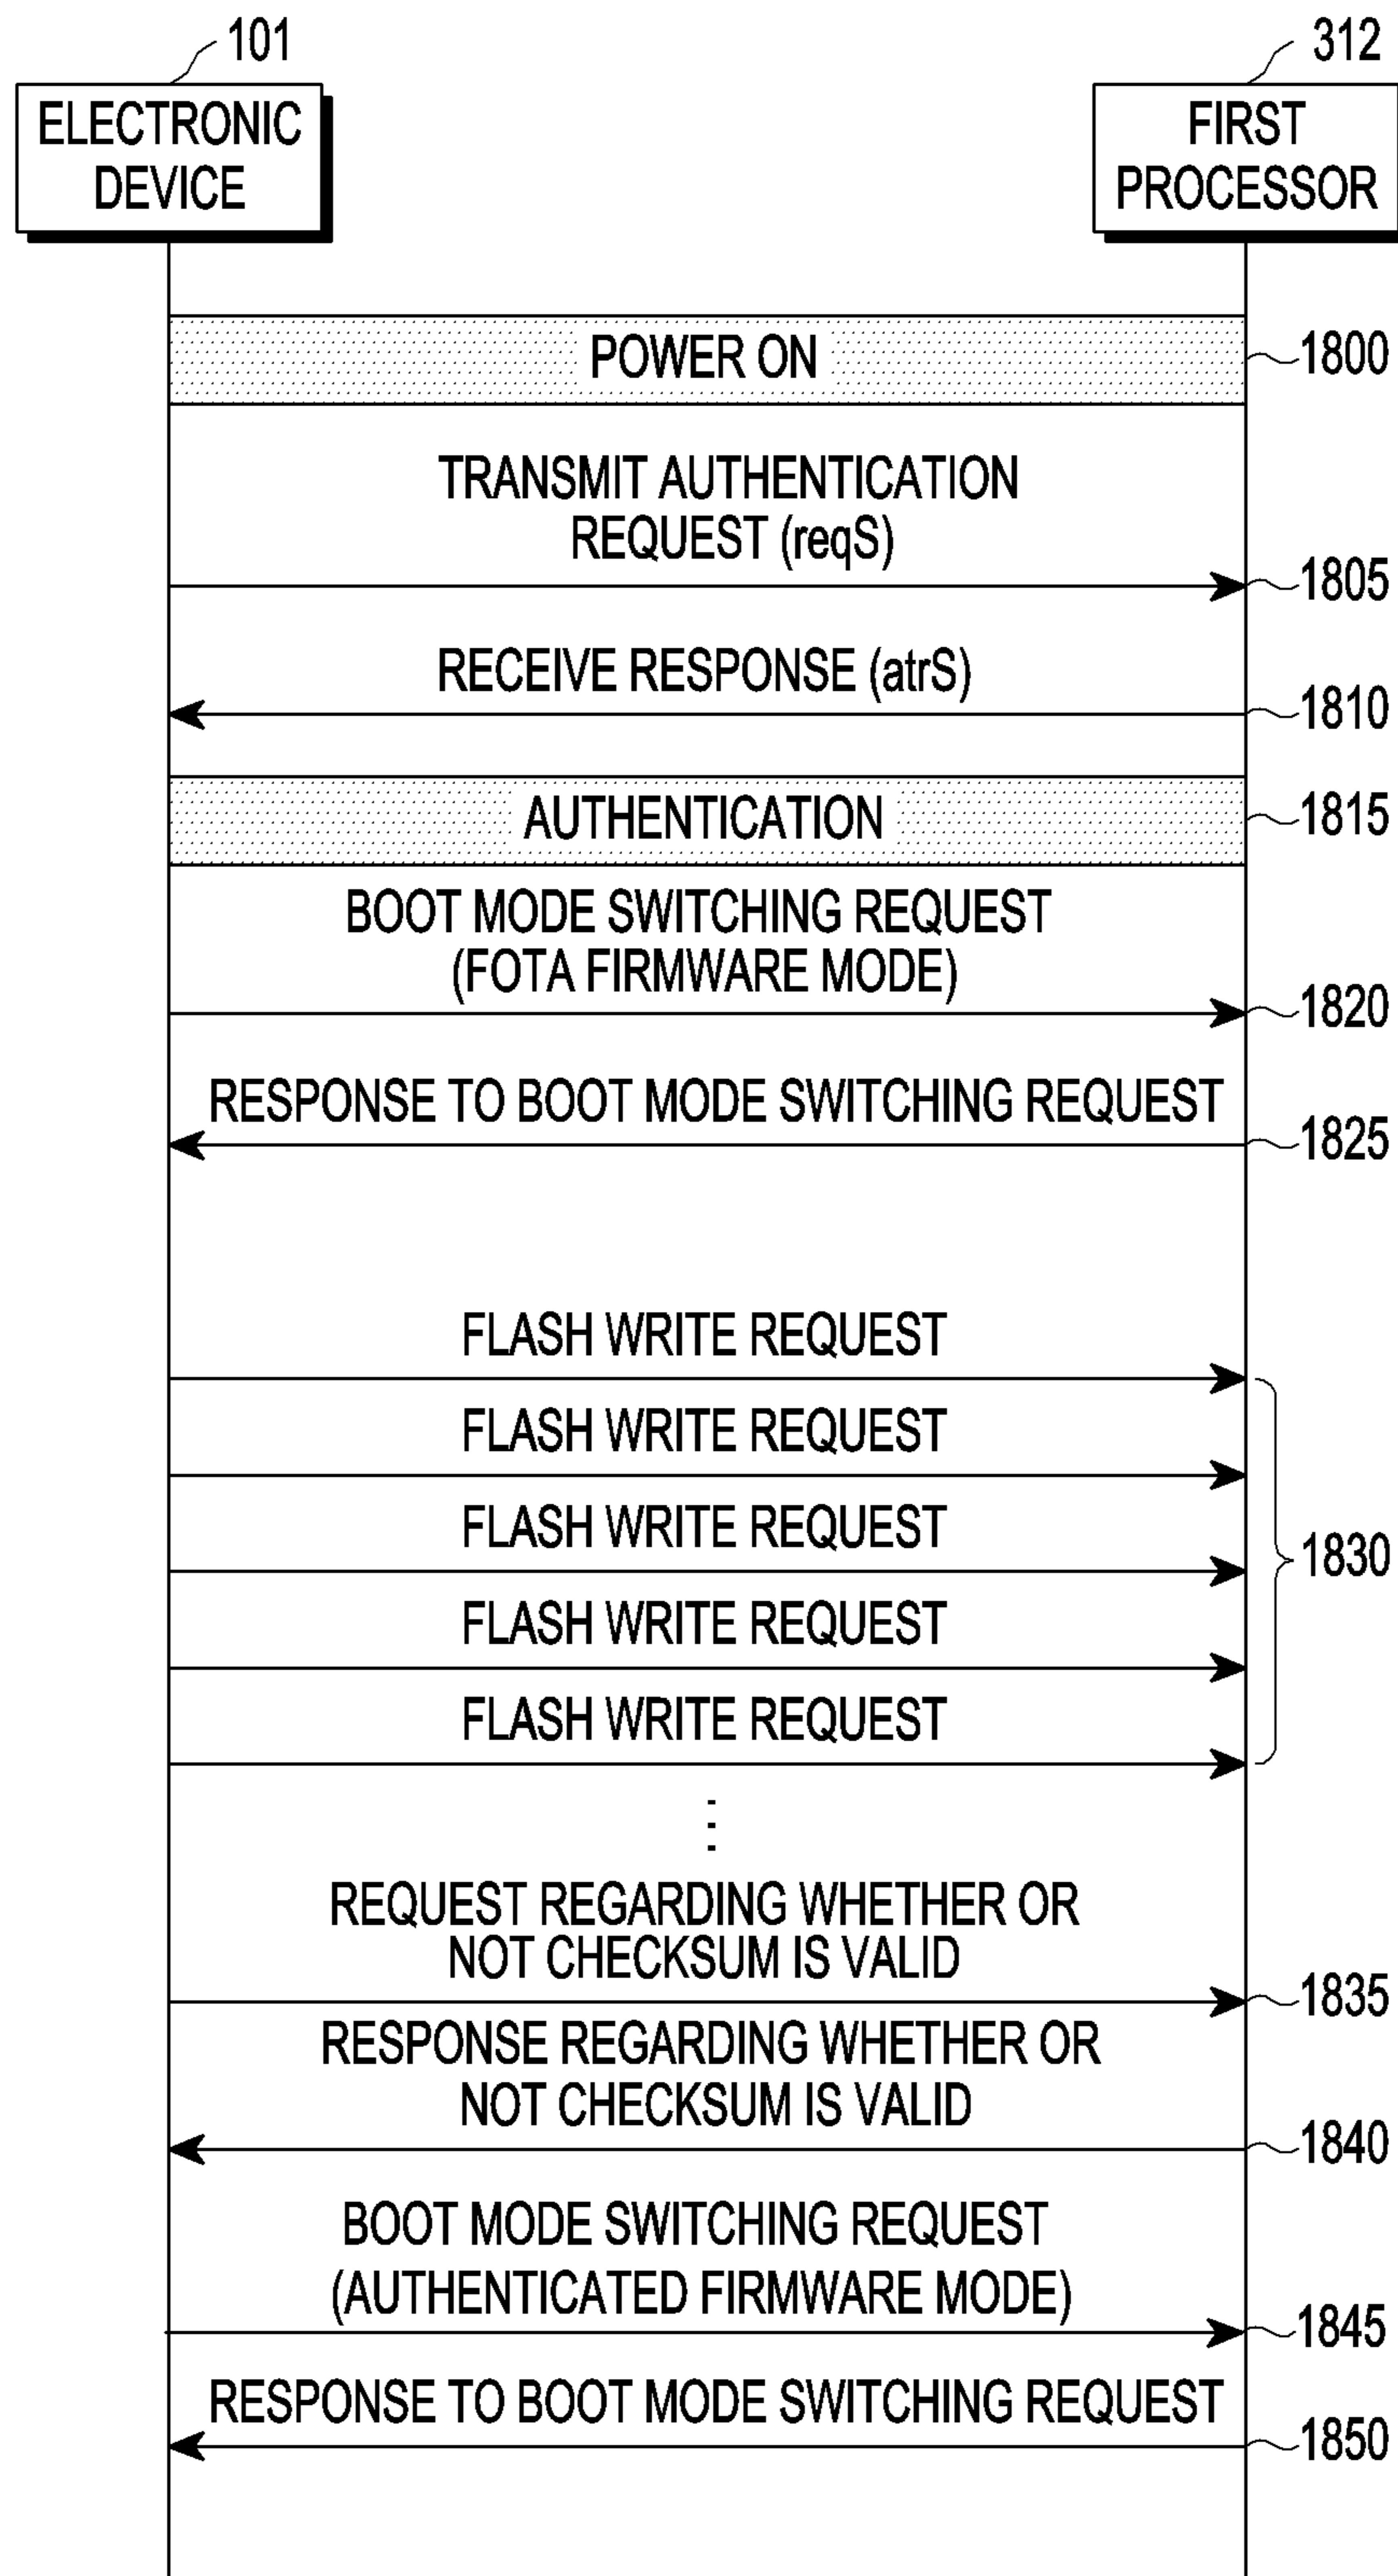 101
312
ELECTRONIC
DEVICE
FIRST
PROCESSOR
POWER ON
1800
TRANSMIT AUTHENTICATION
REQUEST (reqS)
1805
RECEIVE RESPONSE (atrS)
1810
AUTHENTICATION
1815
BOOT MODE SWITCHING REQUEST
(FOTA FIRMWARE MODE)
1820
RESPONSE TO BOOT MODE SWITCHING REQUEST
1825
FLASH WRITE REQUEST
FLASH WRITE REQUEST
FLASH WRITE REQUEST
1830
FLASH WRITE REQUEST
FLASH WRITE REQUEST
⋮
REQUEST REGARDING WHETHER OR
NOT CHECKSUM IS VALID
1835
RESPONSE REGARDING WHETHER OR
NOT CHECKSUM IS VALID
1840
BOOT MODE SWITCHING REQUEST
(AUTHENTICATED FIRMWARE MODE)
1845
RESPONSE TO BOOT MODE SWITCHING REQUEST
1850